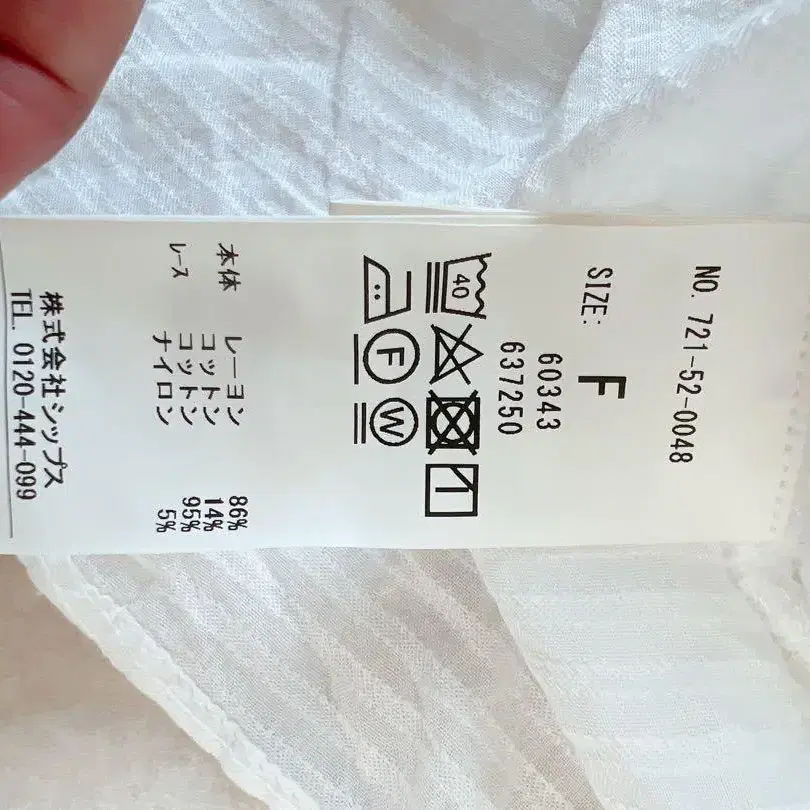 NO. 721-52-0048
SIZE:
F
60343
637250
40
F W
本体 レーヨン 86%
コットン 14%
レース コットン 95%
ナイロン 5%
株式会社シップス
TEL. 0120-444-099